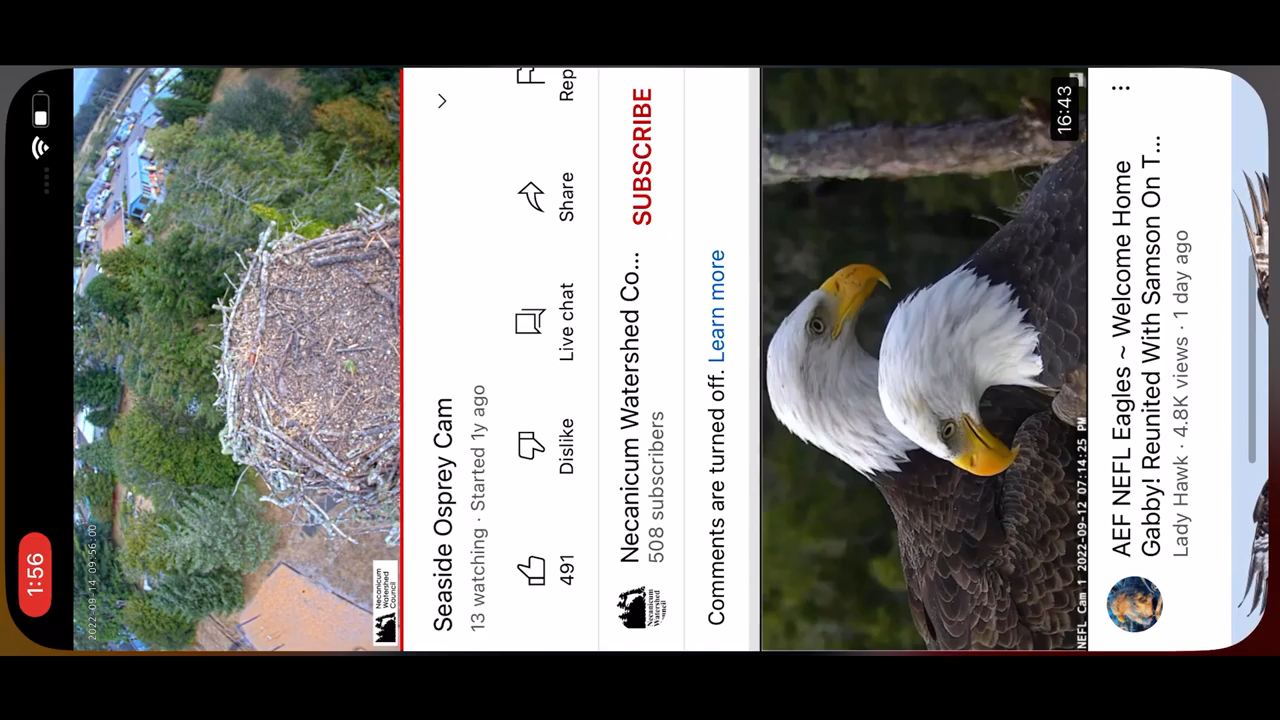 1:56
2022-09-14 09:56:00
Necanicum
Watershed
Council
Seaside Osprey Cam
13 watching · Started 1y ago
491
Dislike
Live chat
Share
Rep
Necanicum Watershed Co...
508 subscribers
SUBSCRIBE
Necanicum
Watershed
Comments are turned off. Learn more
16:43
NEFL Cam 1 2022-09-12 07:14:25 PM
AEF NEFL Eagles ~ Welcome Home
Gabby! Reunited With Samson On T...
Lady Hawk · 4.8K views · 1 day ago